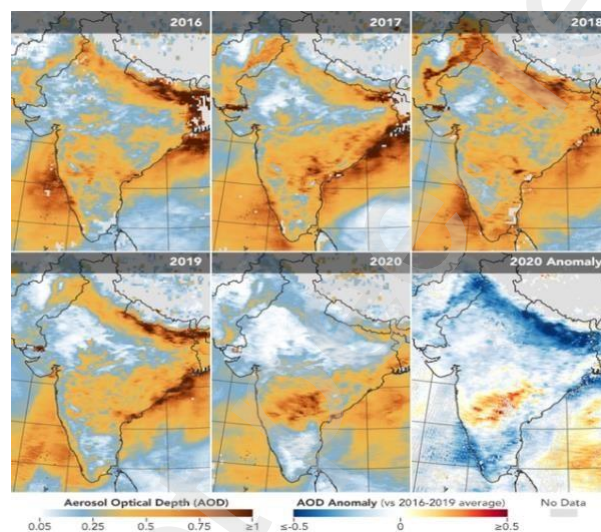 2016
2017
2018
2019
2020
2020 Anomaly
Aerosol Optical Depth (AOD)
AOD Anomaly (vs 2016-2019 average)
No Data
0.05 0.25 0.5 0.75 ≥1
≤-0.5 0 ≥0.5